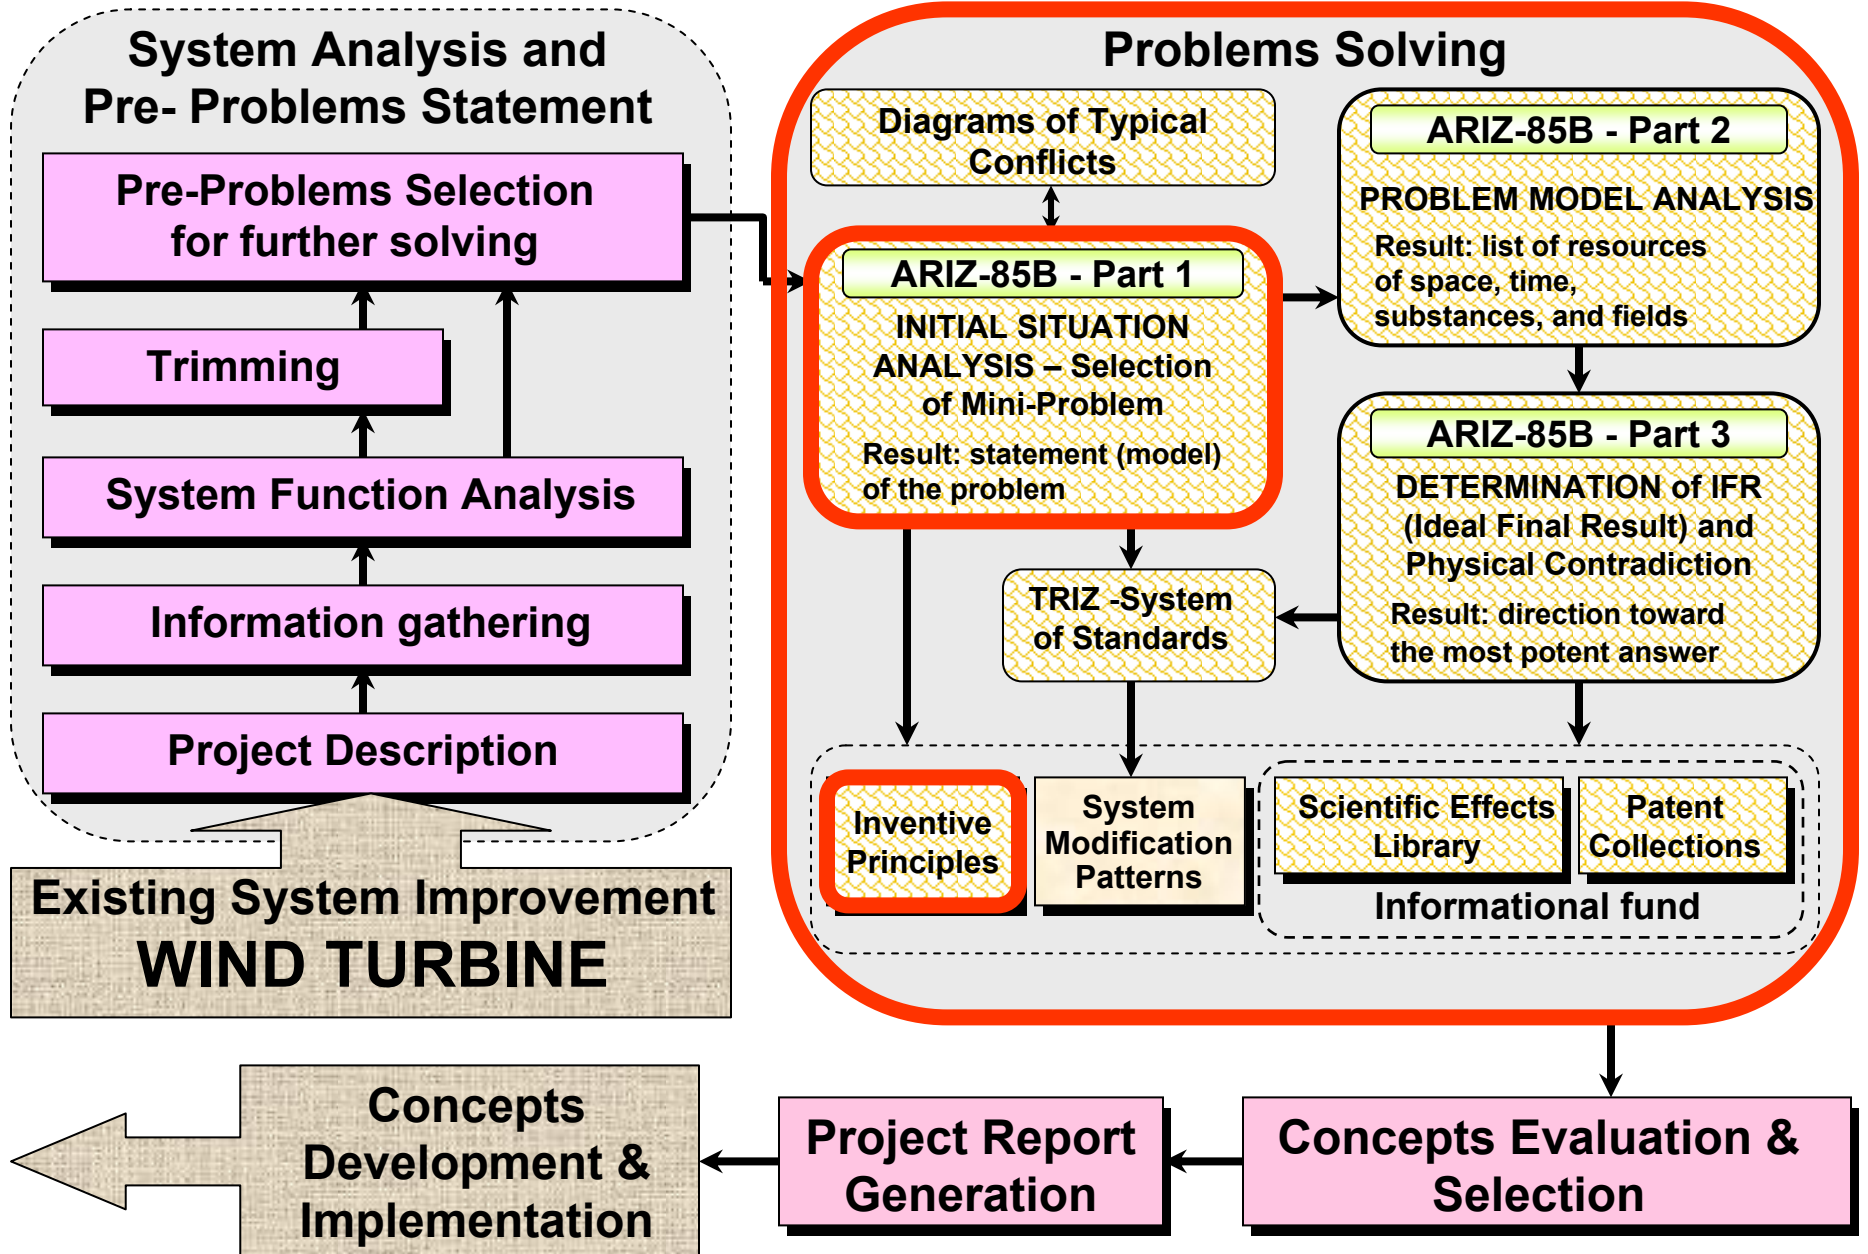 System Analysis and
Pre- Problems Statement
Pre-Problems Selection
for further solving
Trimming
System Function Analysis
Information gathering
Project Description
Existing System Improvement
WIND TURBINE
Problems Solving
Diagrams of Typical
Conflicts
ARIZ-85B - Part 1
INITIAL SITUATION
ANALYSIS – Selection
of Mini-Problem
Result: statement (model)
of the problem
ARIZ-85B - Part 2
PROBLEM MODEL ANALYSIS
Result: list of resources
of space, time,
substances, and fields
ARIZ-85B - Part 3
DETERMINATION of IFR
(Ideal Final Result) and
Physical Contradiction
Result: direction toward
the most potent answer
TRIZ -System
of Standards
Inventive
Principles
System
Modification
Patterns
Scientific Effects
Library
Patent
Collections
Informational fund
Concepts Evaluation &
Selection
Project Report
Generation
Concepts
Development &
Implementation